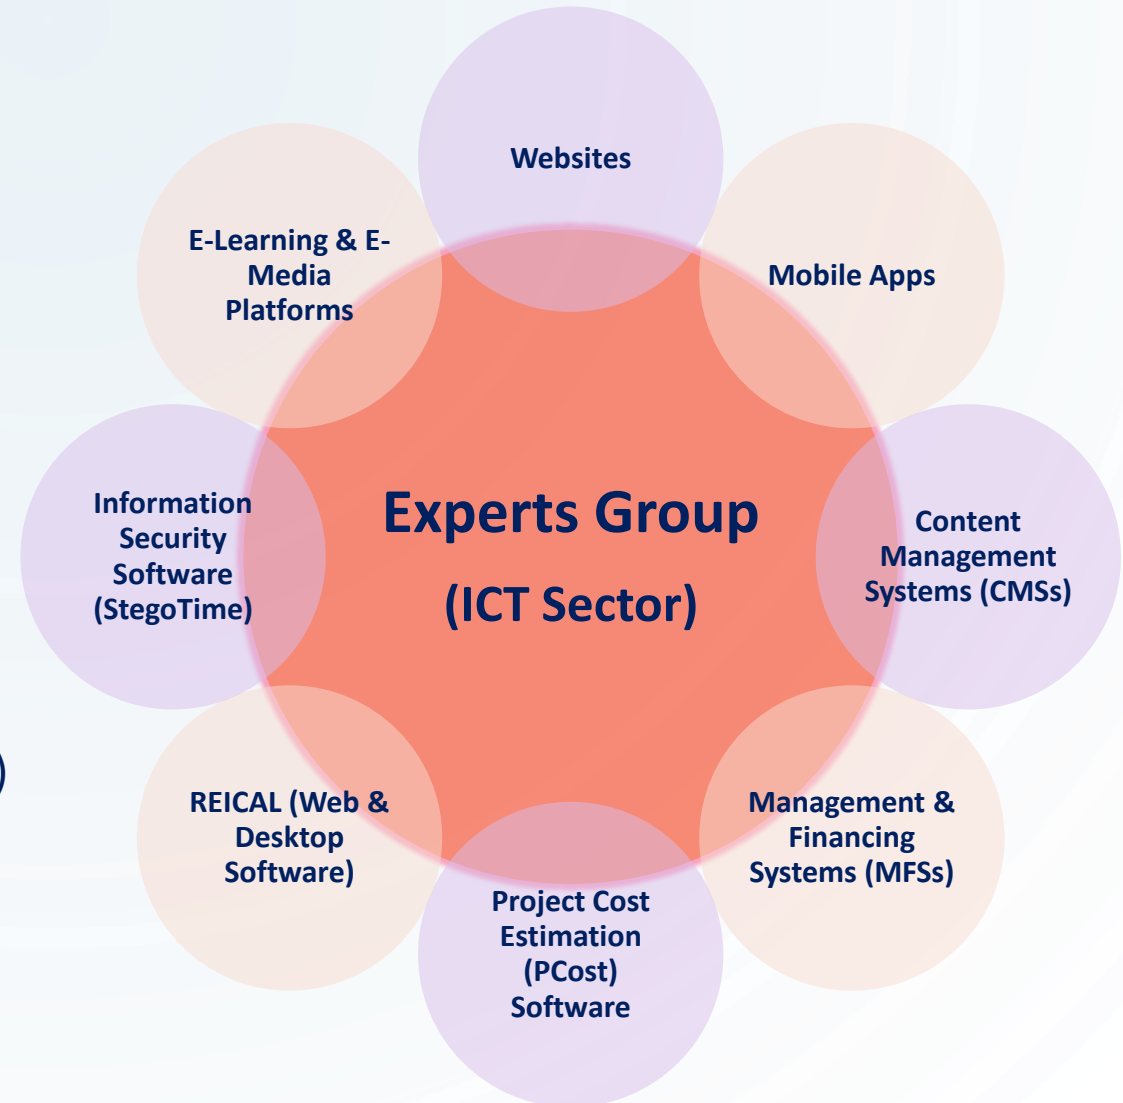 Websites
E-Learning & E-
Media
Platforms
Mobile Apps
Information
Security
Software
(StegoTime)
Experts Group
(ICT Sector)
Content
Management
Systems (CMSs)
)
REICAL (Web &
Desktop
Software)
Management &
Financing
Systems (MFSs)
Project Cost
Estimation
(PCost)
Software